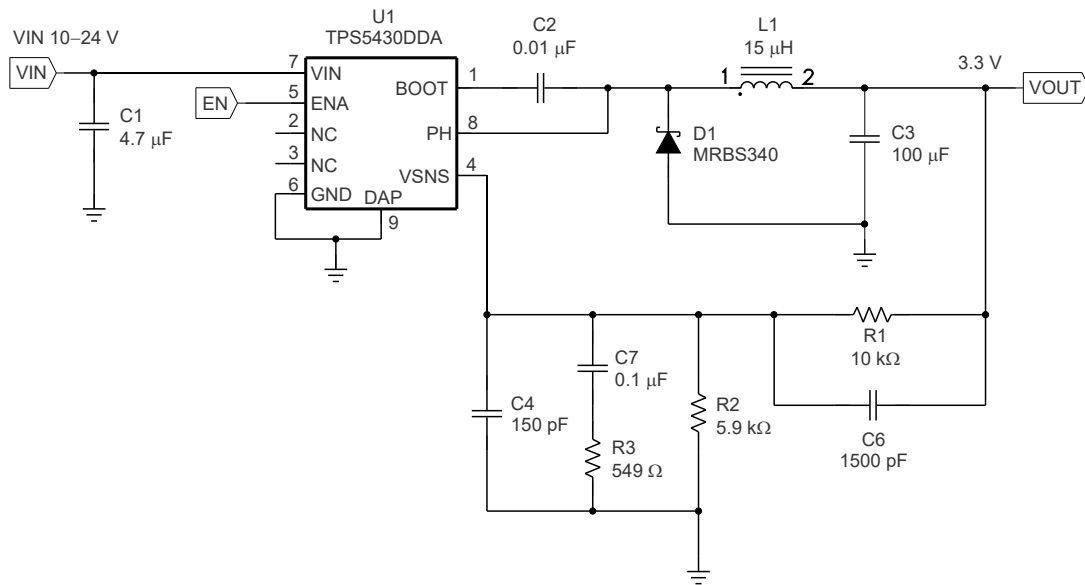 U1
TPS5430DDA
VIN 10–24 V
VIN
EN
C1
4.7 μF
7
5
2
3
6
VIN
ENA
NC
NC
GND
DAP
9
BOOT
PH
VSNS
1
8
4
C2
0.01 μF
L1
15 μH
1
2
D1
MRBS340
3.3 V
VOUT
C3
100 μF
C4
150 pF
C7
0.1 μF
R3
549 Ω
R2
5.9 kΩ
R1
10 kΩ
C6
1500 pF